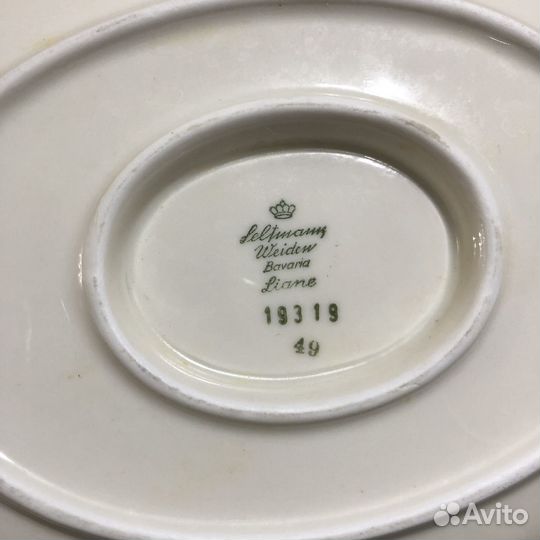 Seltmann
Weiden
Bavaria
Liane
19319
49
Avito